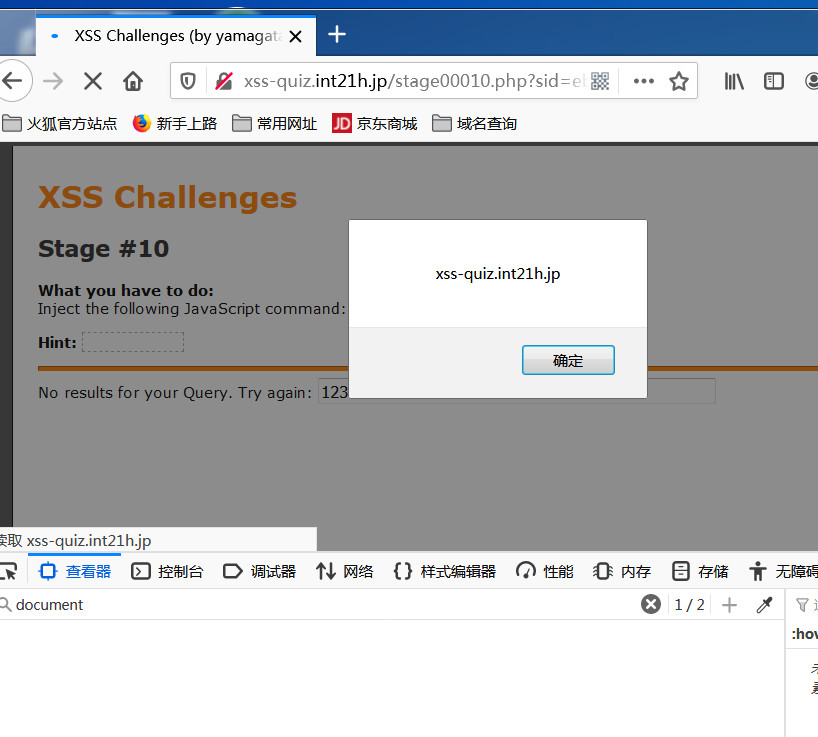 XSS Challenges (by yamagata
xss-quiz.int21h.jp/stage00010.php?sid=eb
火狐官方站点 新手上路 常用网址 JD 京东商城 域名查询
XSS Challenges
Stage #10
What you have to do:
Inject the following JavaScript command:
Hint:
No results for your Query. Try again: 123
xss-quiz.int21h.jp
确定
读取 xss-quiz.int21h.jp
查看器 控制台 调试器 网络 样式编辑器 性能 内存 存储 无障碍
document 1 / 2
:hov